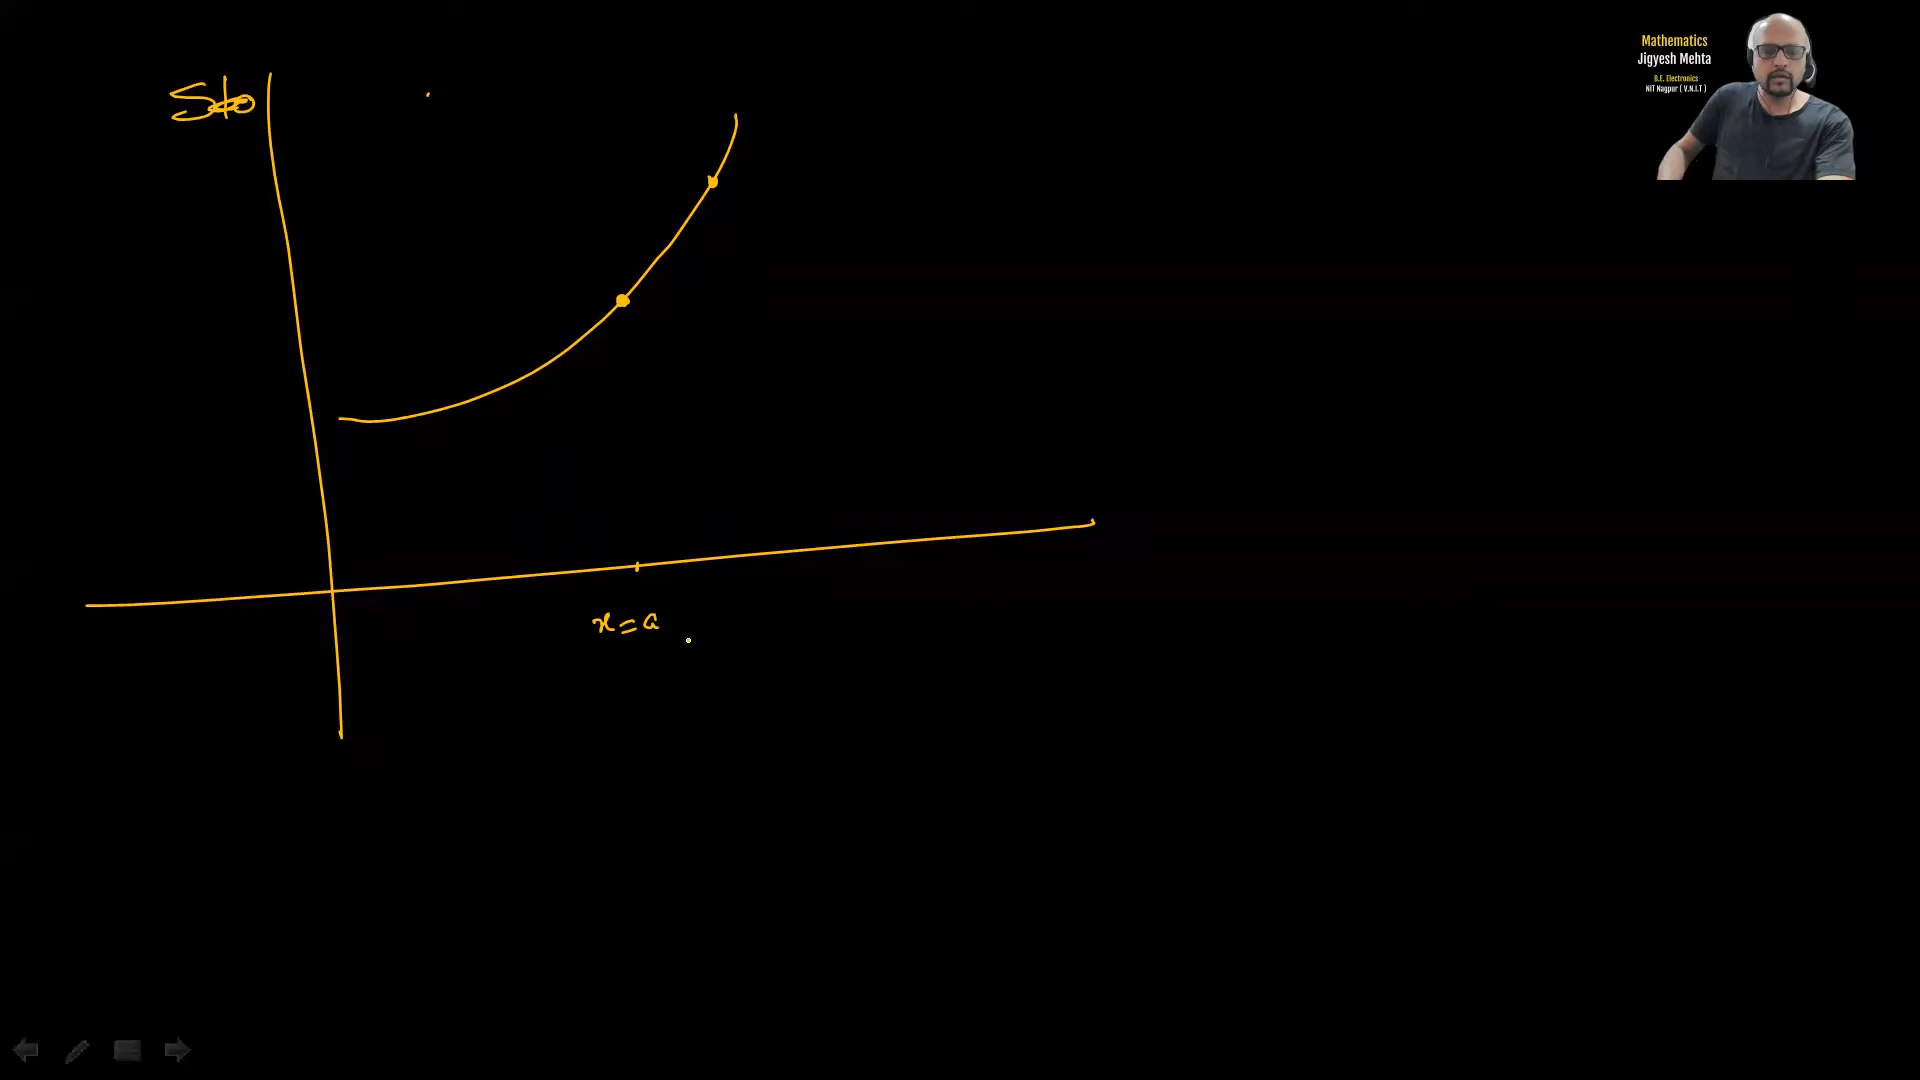 Mathematics
Jigyesh Mehta
B.E. Electronics
NIT Nagpur ( V.N.I.T )
x = a